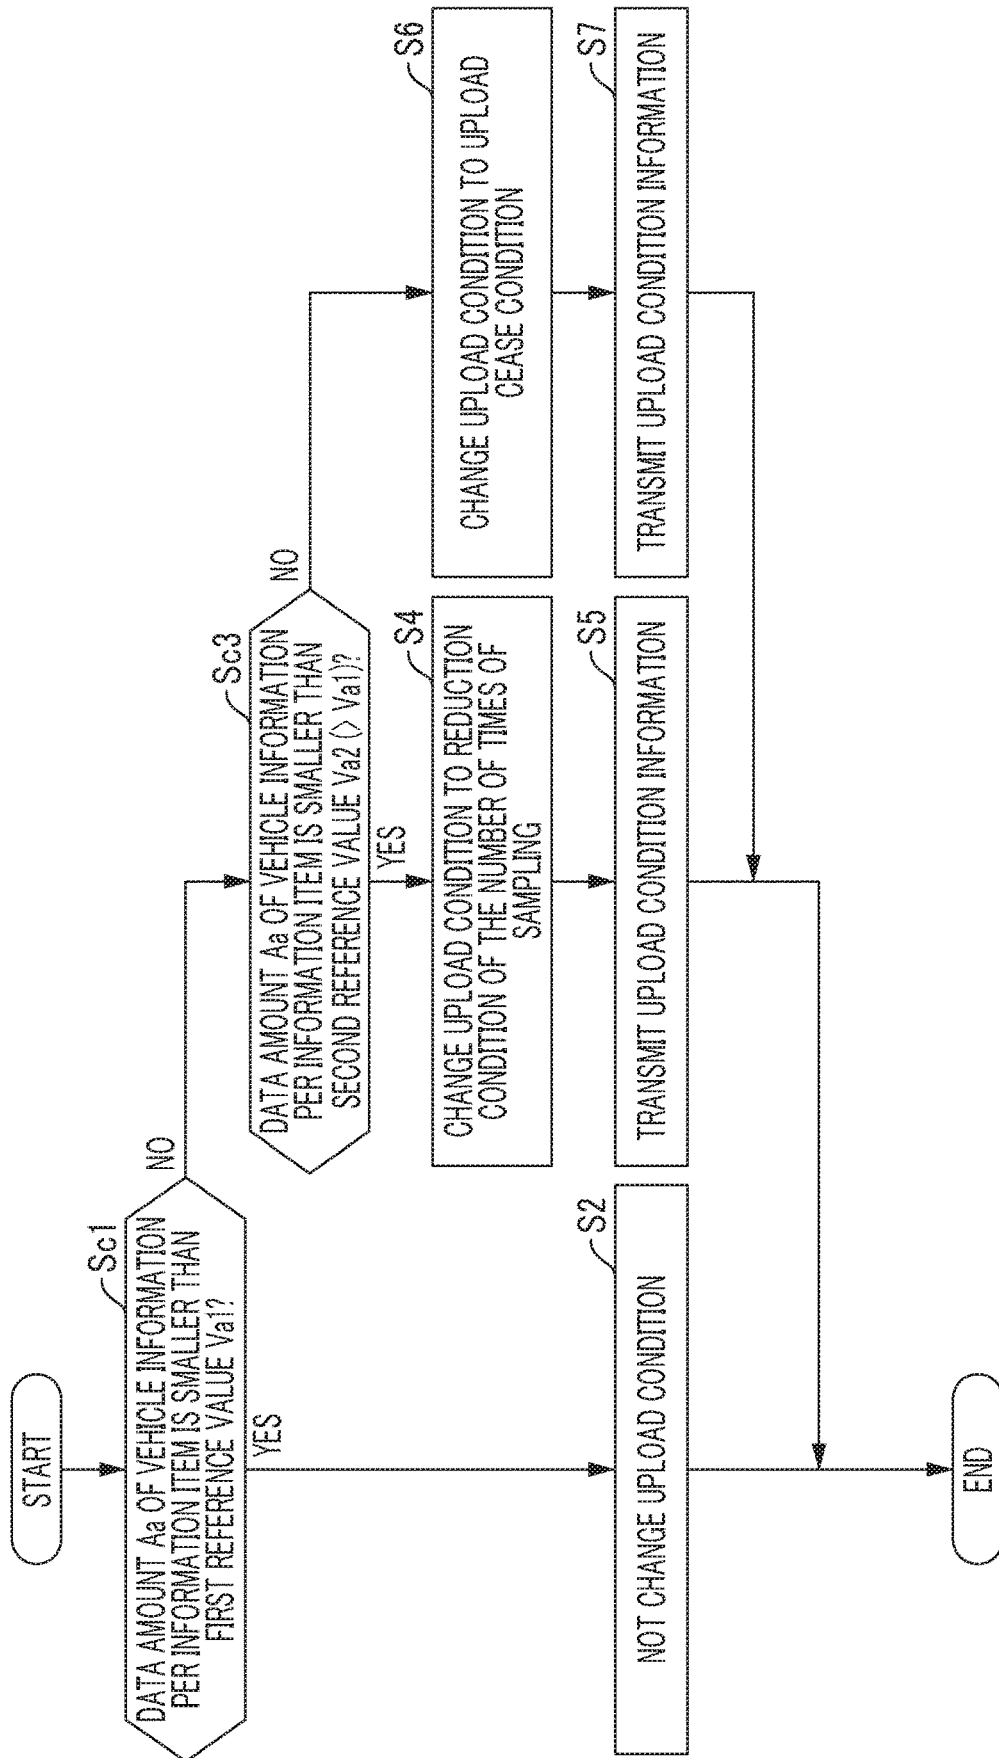 START
Sc1
DATA AMOUNT Aa OF VEHICLE INFORMATION
PER INFORMATION ITEM IS SMALLER THAN
FIRST REFERENCE VALUE Va1?
NO
YES
Sc3
DATA AMOUNT Aa OF VEHICLE INFORMATION
PER INFORMATION ITEM IS SMALLER THAN
SECOND REFERENCE VALUE Va2 (> Va1)?
NO
YES
S2
NOT CHANGE UPLOAD CONDITION
S4
CHANGE UPLOAD CONDITION TO REDUCTION
CONDITION OF THE NUMBER OF TIMES OF
SAMPLING
S5
TRANSMIT UPLOAD CONDITION INFORMATION
S6
CHANGE UPLOAD CONDITION TO UPLOAD
CEASE CONDITION
S7
TRANSMIT UPLOAD CONDITION INFORMATION
END